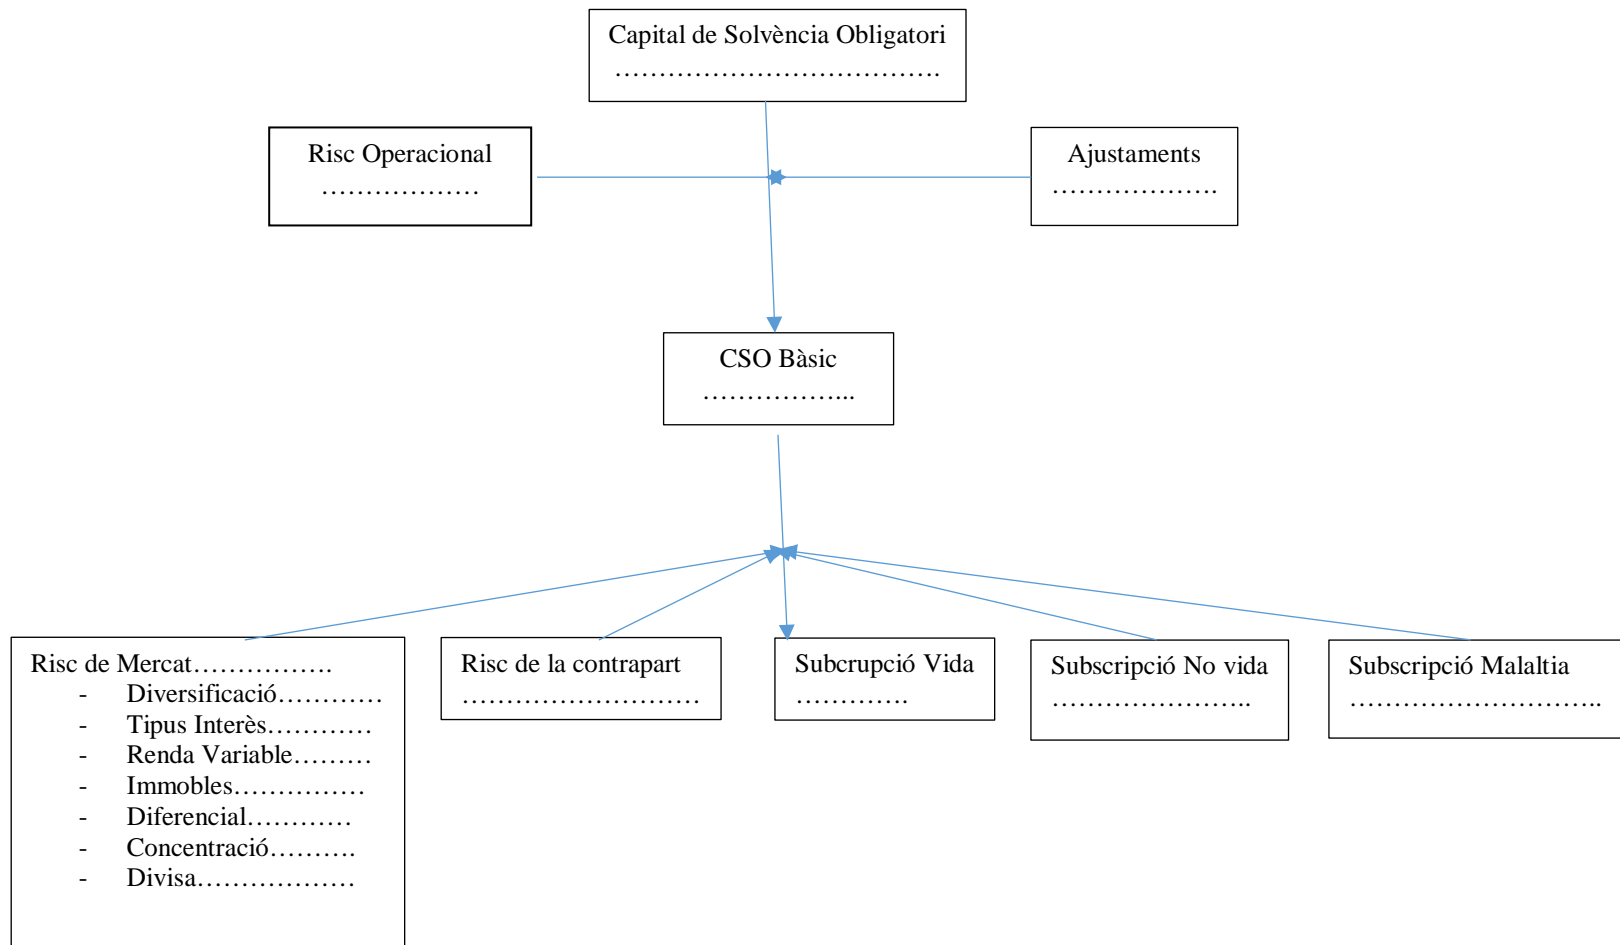 Capital de Solvència Obligatori
……………………………….
Risc Operacional
………………
Ajustaments
……………….
CSO Bàsic
……………...
Risc de Mercat…………….
- Diversificació…………
- Tipus Interès…………
- Renda Variable………
- Immobles……………
- Diferencial…………
- Concentració……….
- Divisa………………
Risc de la contrapart
………………………
Subcrupció Vida
………….
Subscripció No vida
…………………..
Subscripció Malaltia
………………………..